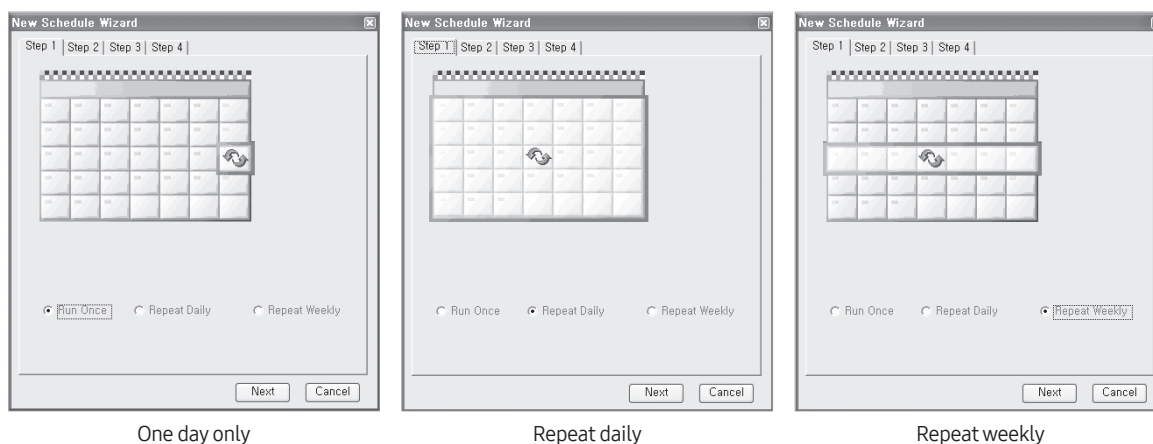 New Schedule Wizard
Step 1 Step 2 Step 3 Step 4
Run Once Repeat Daily Repeat Weekly
Next Cancel
One day only
New Schedule Wizard
Step 1 Step 2 Step 3 Step 4
Run Once Repeat Daily Repeat Weekly
Next Cancel
Repeat daily
New Schedule Wizard
Step 1 Step 2 Step 3 Step 4
Run Once Repeat Daily Repeat Weekly
Next Cancel
Repeat weekly